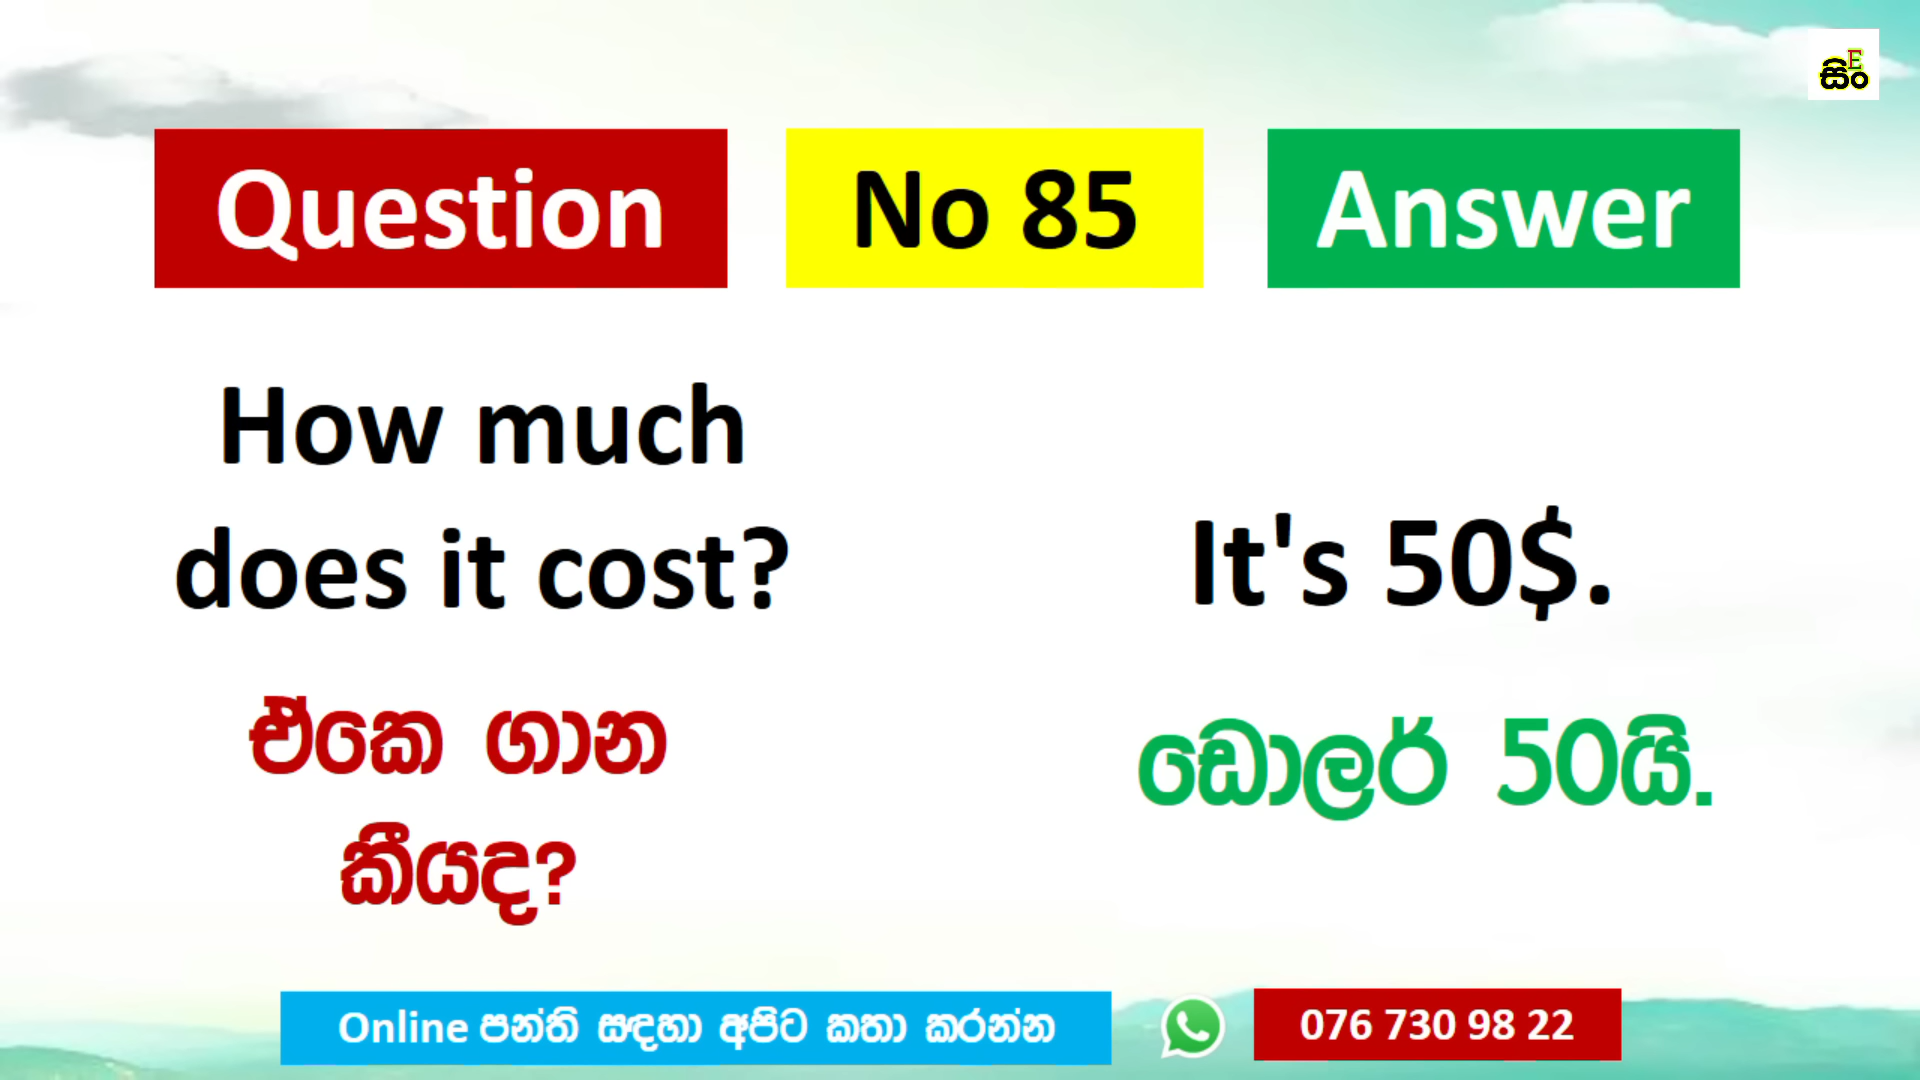 සිං
E
Question
No 85
Answer
How much
does it cost?
It's 50$.
ඒකෙ ගාන
කීයද?
ඩොලර් 50යි.
Online පන්ති සඳහා අපිට කතා කරන්න
076 730 98 22